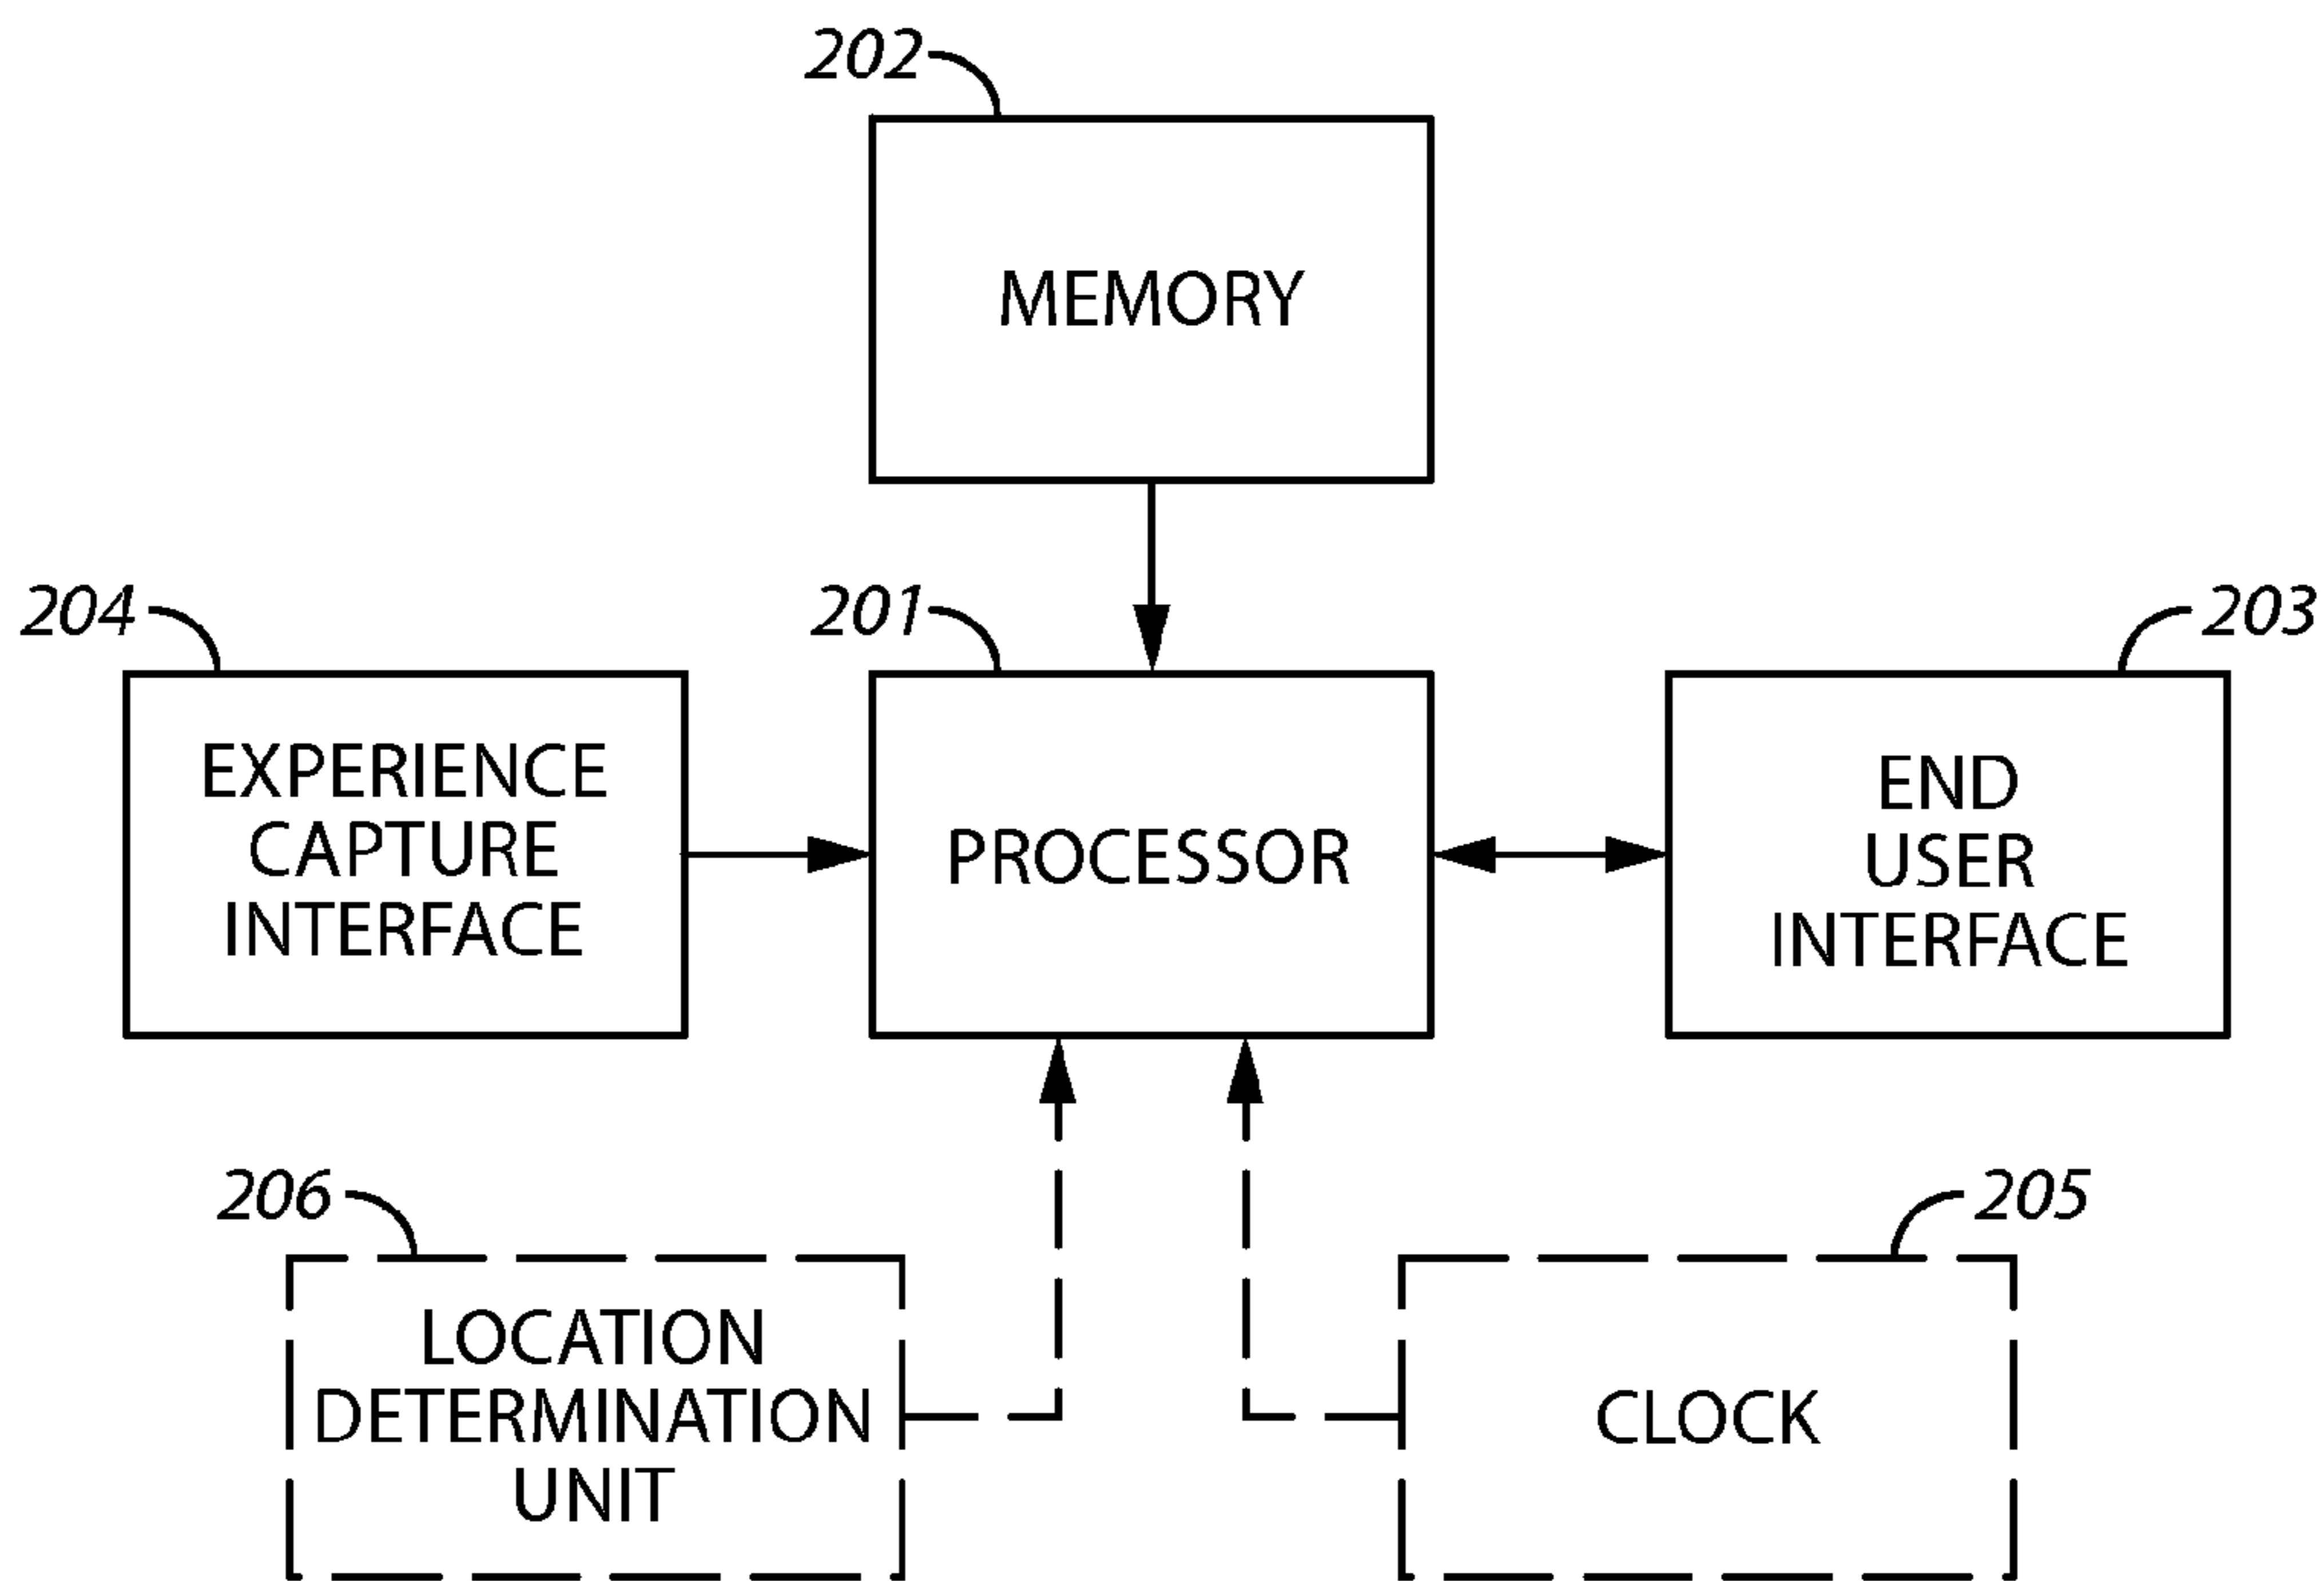 202
MEMORY
204
201
203
EXPERIENCE
CAPTURE
INTERFACE
PROCESSOR
END
USER
INTERFACE
206
205
LOCATION
DETERMINATION
UNIT
CLOCK